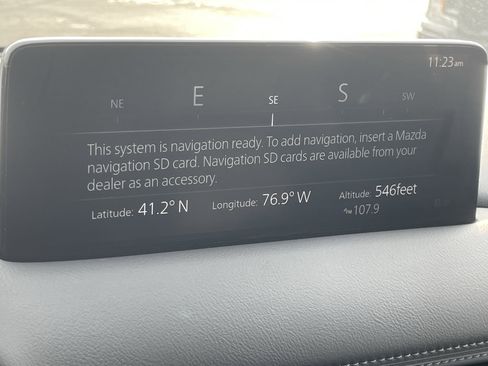 11:23am
NE E SE S SW
This system is navigation ready. To add navigation, insert a Mazda
navigation SD card. Navigation SD cards are available from your
dealer as an accessory.
Latitude: 41.2° N Longitude: 76.9° W Altitude: 546feet
FM 107.9